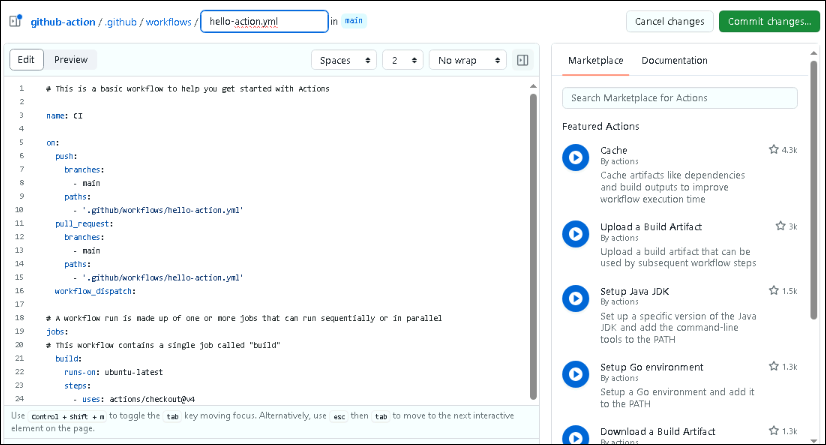 github-action / .github / workflows / hello-action.yml in main
Cancel changes
Commit changes...
Edit
Preview
Spaces
2
No wrap
1 # This is a basic workflow to help you get started with Actions
2
3 name: CI
4
5 on:
6 push:
7 branches:
8 - main
9 paths:
10 - '.github/workflows/hello-action.yml'
11 pull_request:
12 branches:
13 - main
14 paths:
15 - '.github/workflows/hello-action.yml'
16 workflow_dispatch:
17
18 # A workflow run is made up of one or more jobs that can run sequentially or in parallel
19 jobs:
20 # This workflow contains a single job called "build"
21 build:
22 runs-on: ubuntu-latest
23 steps:
24 - uses: actions/checkout@v4
Use Control + Shift + m to toggle the tab key moving focus. Alternatively, use esc then tab to move to the next interactive
element on the page.
Marketplace
Documentation
Search Marketplace for Actions
Featured Actions
Cache
4.3k
By actions
Cache artifacts like dependencies
and build outputs to improve
workflow execution time
Upload a Build Artifact
3k
By actions
Upload a build artifact that can be
used by subsequent workflow steps
Setup Java JDK
1.5k
By actions
Set up a specific version of the Java
JDK and add the command-line
tools to the PATH
Setup Go environment
1.3k
By actions
Setup a Go environment and add it
to the PATH
Download a Build Artifact
1.3k
By actions